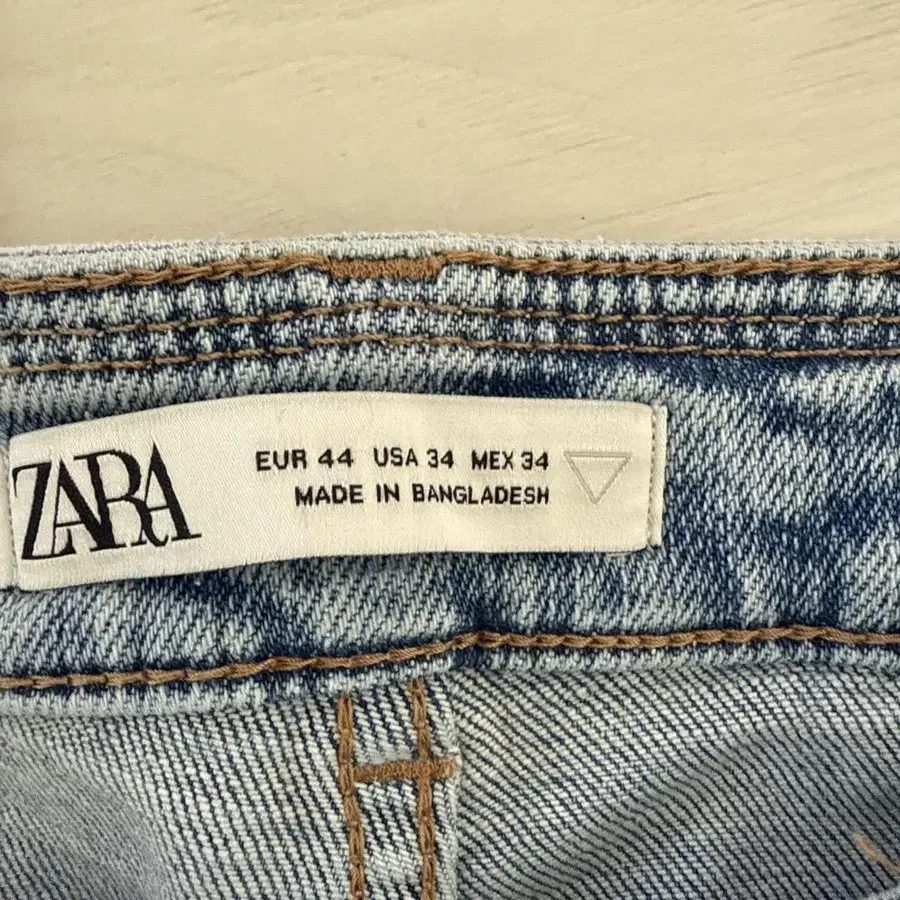 ZARA
EUR 44 USA 34 MEX 34
MADE IN BANGLADESH